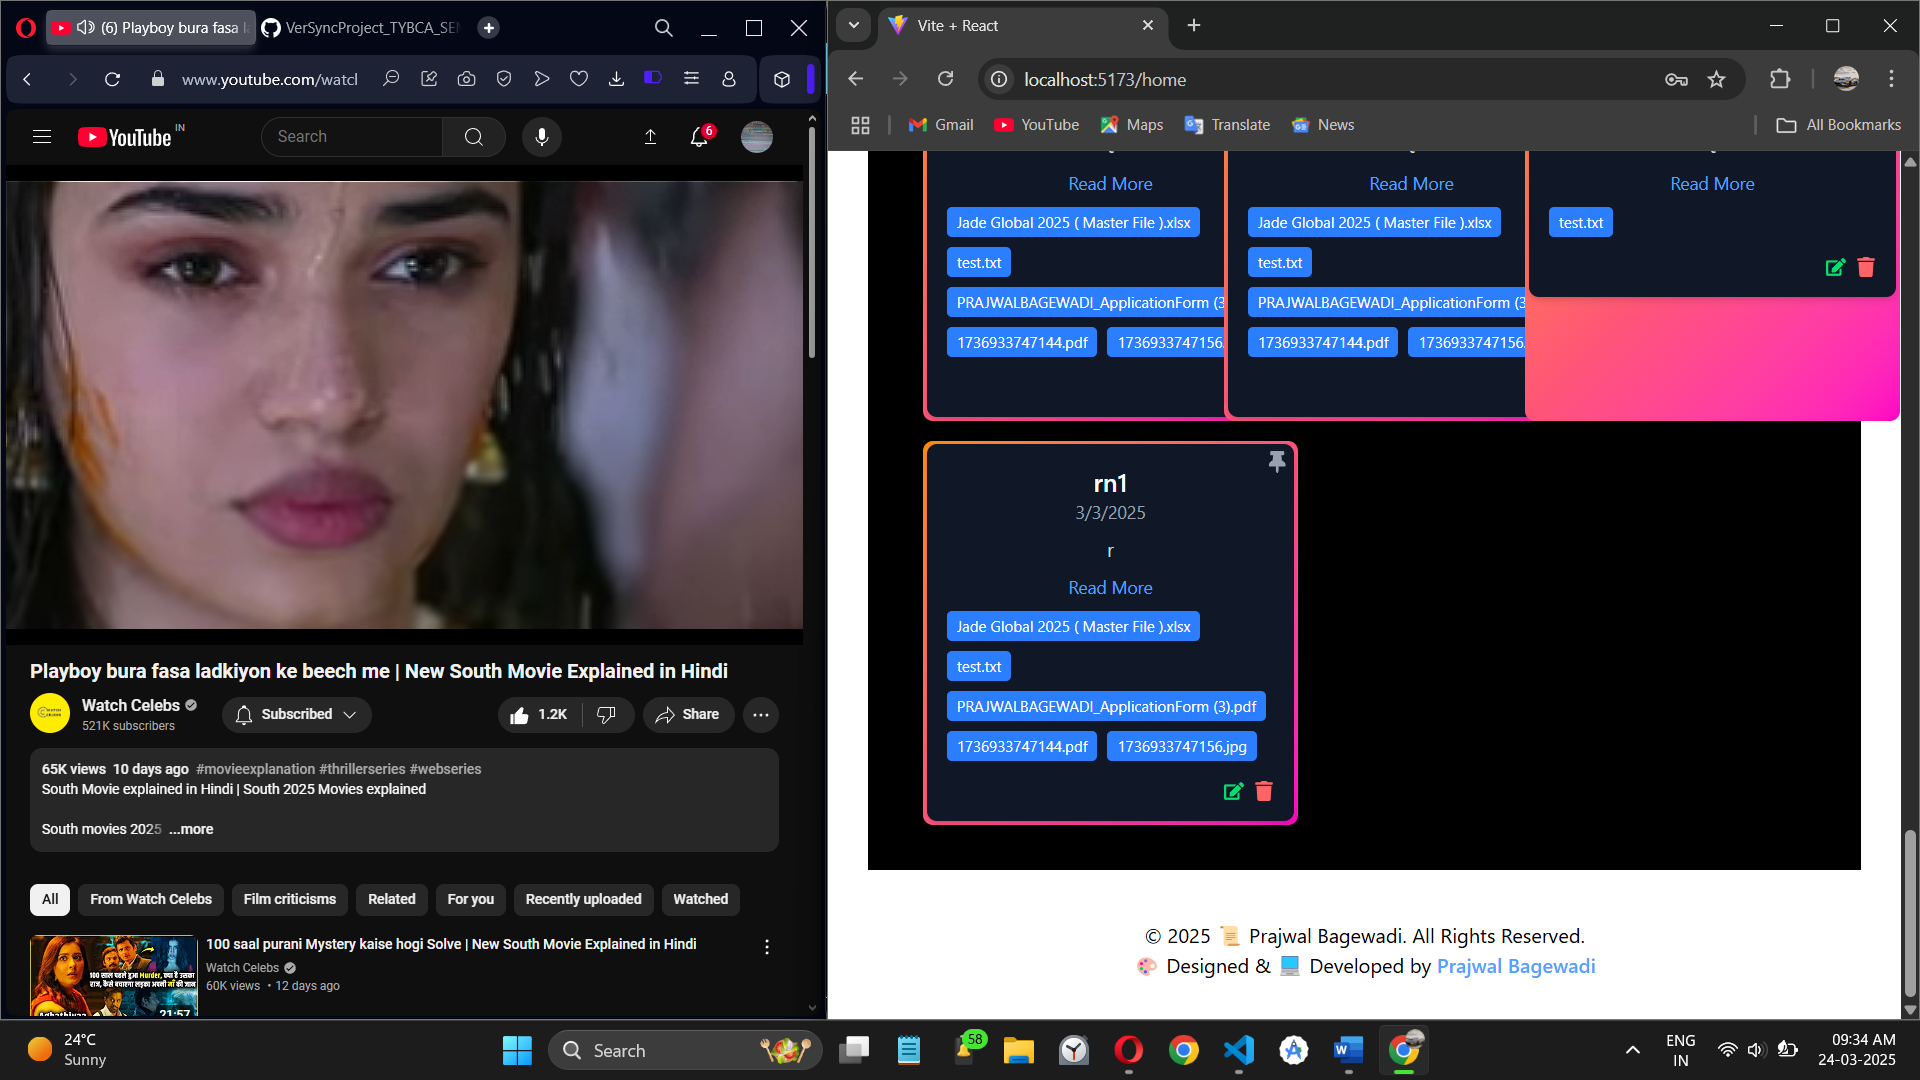 (6) Playboy bura fasa l
VerSyncProject_TYBCA_SEM
www.youtube.com/watcl
YouTube IN
Search
6
Playboy bura fasa ladkiyon ke beech me | New South Movie Explained in Hindi
Watch Celebs
521K subscribers
Subscribed
1.2K
Share
65K views 10 days ago #movieexplanation #thrillerseries #webseries
South Movie explained in Hindi | South 2025 Movies explained
South movies 2025 ...more
All
From Watch Celebs
Film criticisms
Related
For you
Recently uploaded
Watched
100 saal purani Mystery kaise hogi Solve | New South Movie Explained in Hindi
Watch Celebs
60K views • 12 days ago
21:57
Vite + React
localhost:5173/home
Gmail
YouTube
Maps
Translate
News
All Bookmarks
Read More
Jade Global 2025 ( Master File ).xlsx
test.txt
PRAJWALBAGEWADI_ApplicationForm (3
1736933747144.pdf
1736933747156.
Read More
Jade Global 2025 ( Master File ).xlsx
test.txt
PRAJWALBAGEWADI_ApplicationForm (3
1736933747144.pdf
1736933747156.
Read More
test.txt
rn1
3/3/2025
r
Read More
Jade Global 2025 ( Master File ).xlsx
test.txt
PRAJWALBAGEWADI_ApplicationForm (3).pdf
1736933747144.pdf
1736933747156.jpg
© 2025 📜 Prajwal Bagewadi. All Rights Reserved.
🎨 Designed & 💻 Developed by Prajwal Bagewadi
24°C
Sunny
Search
58
ENG
IN
09:34 AM
24-03-2025